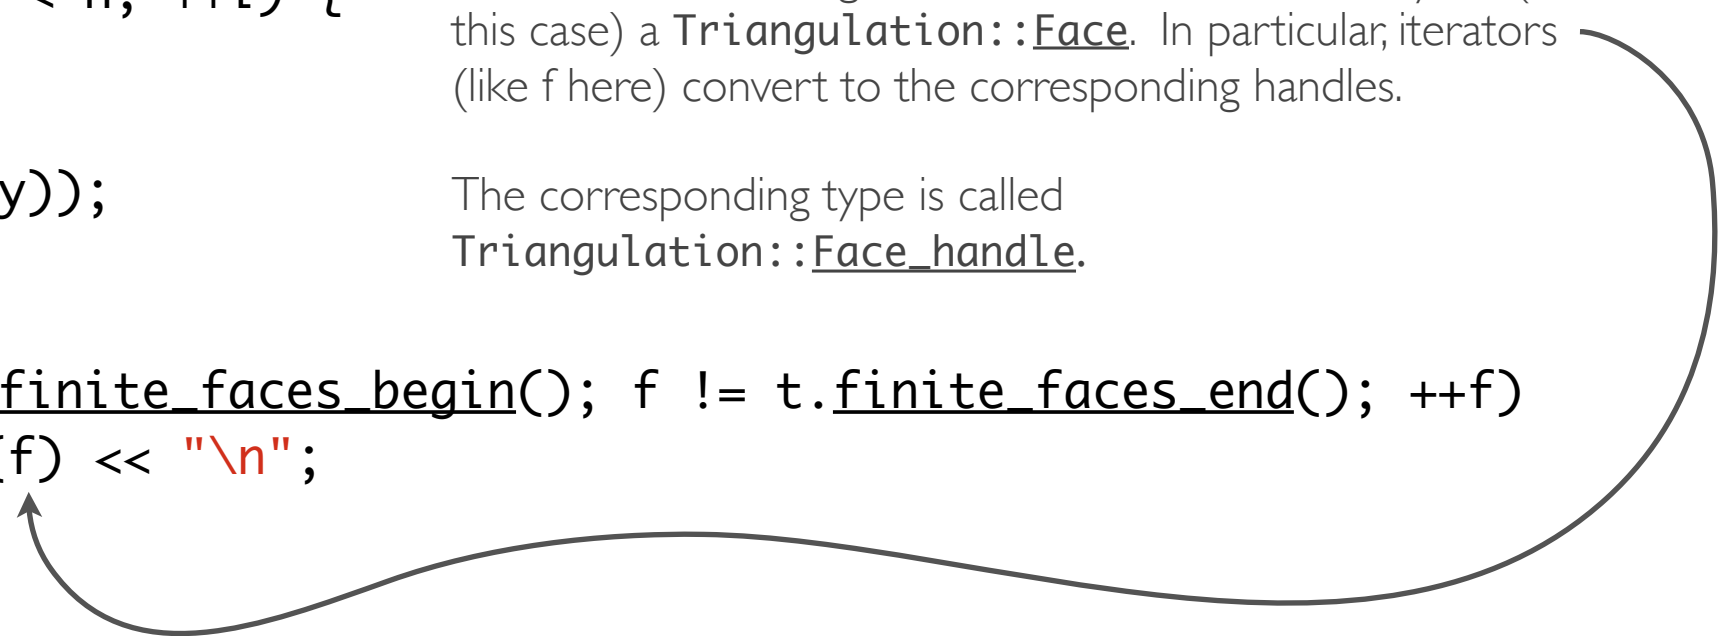 this case) a Triangulation::Face. In particular, iterators
(like f here) convert to the corresponding handles.
y));
The corresponding type is called
Triangulation::Face_handle.
finite_faces_begin(); f != t.finite_faces_end(); ++f)
(f) << "\n";